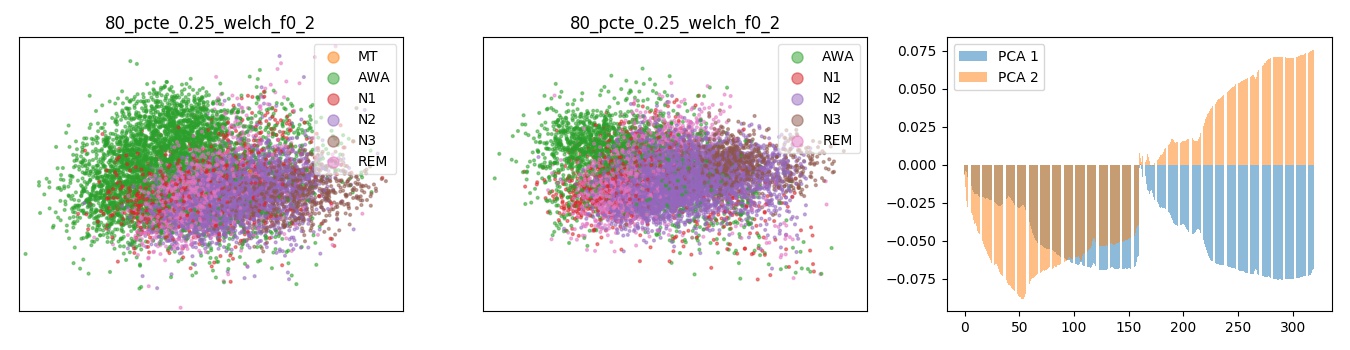 80_pcte_0.25_welch_f0_2
MT
AWA
N1
N2
N3
REM
80_pcte_0.25_welch_f0_2
AWA
N1
N2
N3
REM
PCA 1
PCA 2
0.075
0.050
0.025
0.000
−0.025
−0.050
−0.075
0 50 100 150 200 250 300